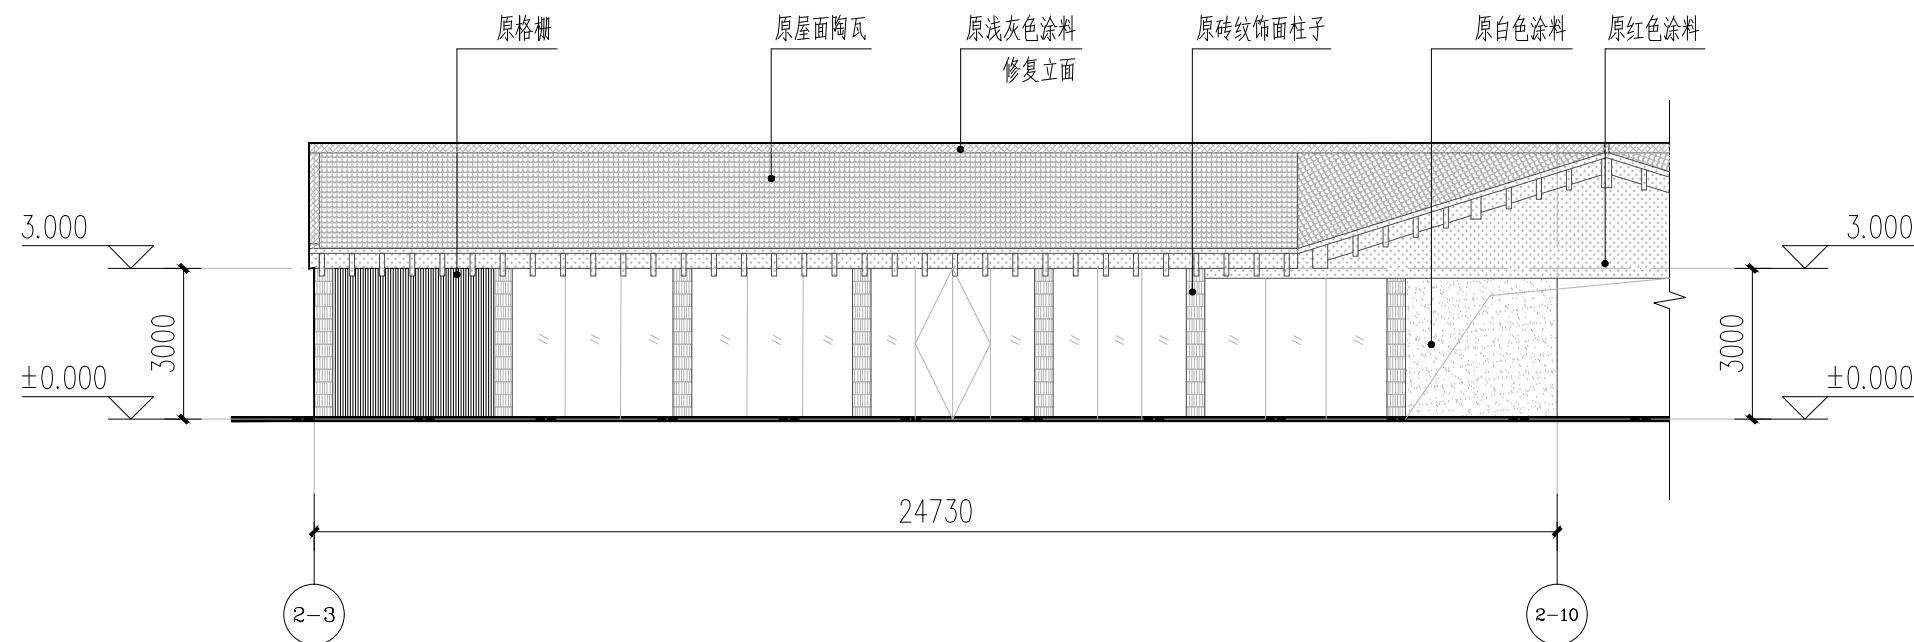 原格栅
原屋面陶瓦
原浅灰色涂料
修复立面
原砖纹饰面柱子
原白色涂料
原红色涂料
3.000
3.000
3000
3000
±0.000
±0.000
24730
2-3
2-10